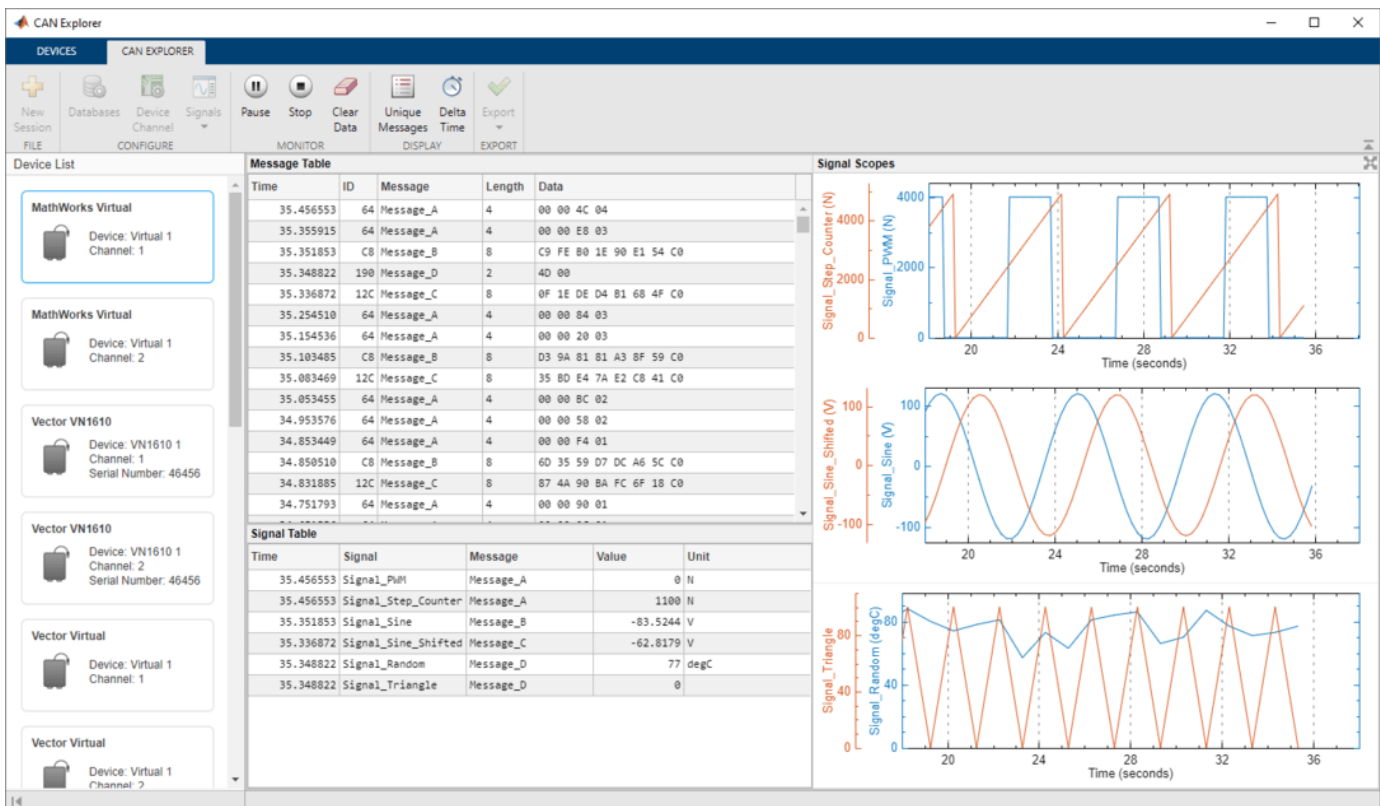 CAN Explorer
DEVICES CAN EXPLORER
New Session
Databases
Device Channel
Signals
Pause
Stop
Clear Data
Unique Messages
Delta Time
Export
FILE CONFIGURE MONITOR DISPLAY EXPORT
Device List
MathWorks Virtual
Device: Virtual 1
Channel: 1
MathWorks Virtual
Device: Virtual 1
Channel: 2
Vector VN1610
Device: VN1610 1
Channel: 1
Serial Number: 46456
Vector VN1610
Device: VN1610 1
Channel: 2
Serial Number: 46456
Vector Virtual
Device: Virtual 1
Channel: 1
Vector Virtual
Device: Virtual 1
Channel: 2
Message Table
Time ID Message Length Data
35.456553 64 Message_A 4 00 00 4C 04
35.355915 64 Message_A 4 00 00 E8 03
35.351853 C8 Message_B 8 C9 FE B0 1E 90 E1 54 C0
35.348822 190 Message_D 2 4D 00
35.336872 12C Message_C 8 0F 1E DE D4 B1 68 4F C0
35.254510 64 Message_A 4 00 00 84 03
35.154536 64 Message_A 4 00 00 20 03
35.103485 C8 Message_B 8 D3 9A 81 81 A3 8F 59 C0
35.083469 12C Message_C 8 35 BD E4 7A E2 C8 41 C0
35.053455 64 Message_A 4 00 00 BC 02
34.953576 64 Message_A 4 00 00 58 02
34.853449 64 Message_A 4 00 00 F4 01
34.850510 C8 Message_B 8 6D 35 59 D7 DC A6 5C C0
34.831885 12C Message_C 8 87 4A 90 BA FC 6F 18 C0
34.751793 64 Message_A 4 00 00 90 01
Signal Table
Time Signal Message Value Unit
35.456553 Signal_PWM Message_A 0 N
35.456553 Signal_Step_Counter Message_A 1100 N
35.351853 Signal_Sine Message_B -83.5244 V
35.336872 Signal_Sine_Shifted Message_C -62.8179 V
35.348822 Signal_Random Message_D 77 degC
35.348822 Signal_Triangle Message_D 0
Signal Scopes
Signal_Step_Counter (N)
4000
2000
0
Signal_PWM (N)
4000
2000
0
20 24 28 32 36
Time (seconds)
Signal_Sine_Shifted (V)
100
0
-100
Signal_Sine (V)
100
0
-100
20 24 28 32 36
Time (seconds)
Signal_Triangle
80
40
0
Signal_Random (degC)
80
40
0
20 24 28 32 36
Time (seconds)